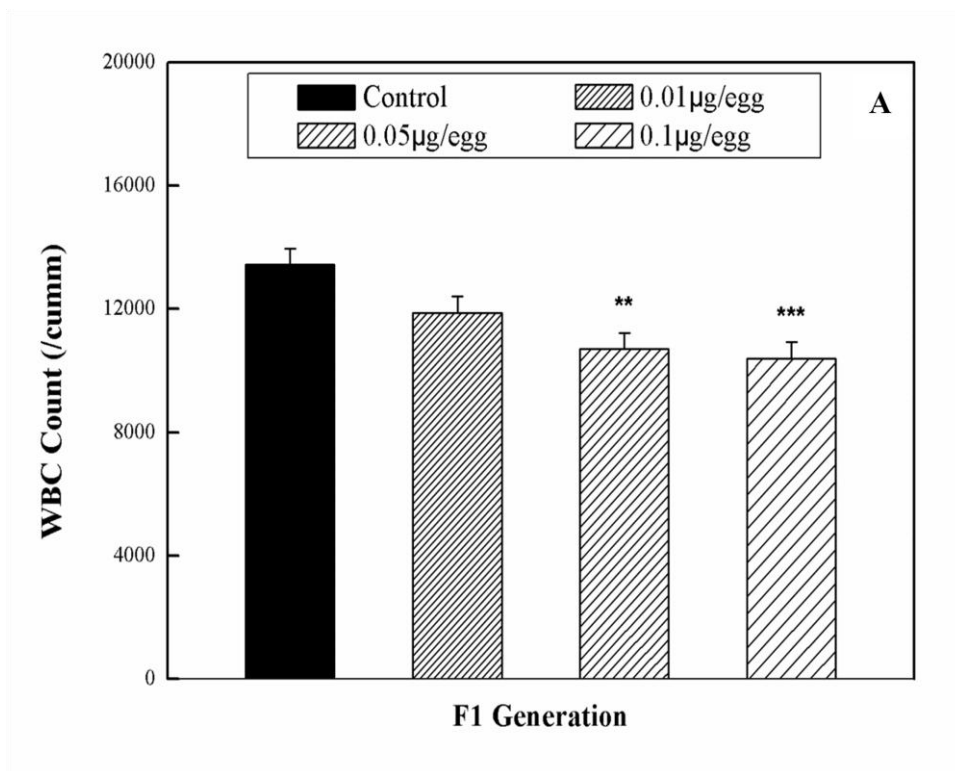 20000
Control 0.01µg/egg
0.05µg/egg 0.1µg/egg
A
16000
12000
8000
4000
0
**
***
WBC Count (/cumm)
F1 Generation